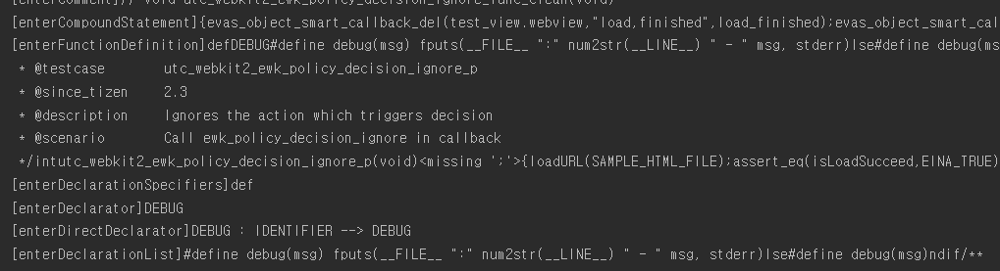 [enterCompoundStatement]{evas_object_smart_callback_del(test_view.webview,"load,finished",load_finished);evas_object_smart_cal
[enterFunctionDefinition]defDEBUG#define debug(msg) fputs(__FILE__ ":" num2str(__LINE__) " - " msg, stderr)lse#define debug(ms
* @testcase utc_webkit2_ewk_policy_decision_ignore_p
* @since_tizen 2.3
* @description Ignores the action which triggers decision
* @scenario Call ewk_policy_decision_ignore in callback
*/intutc_webkit2_ewk_policy_decision_ignore_p(void)<missing ';'>{loadURL(SAMPLE_HTML_FILE);assert_eq(isLoadSucceed,EINA_TRUE)
[enterDeclarationSpecifiers]def
[enterDeclarator]DEBUG
[enterDirectDeclarator]DEBUG : IDENTIFIER --> DEBUG
[enterDeclarationList]#define debug(msg) fputs(__FILE__ ":" num2str(__LINE__) " - " msg, stderr)lse#define debug(msg)ndif/**